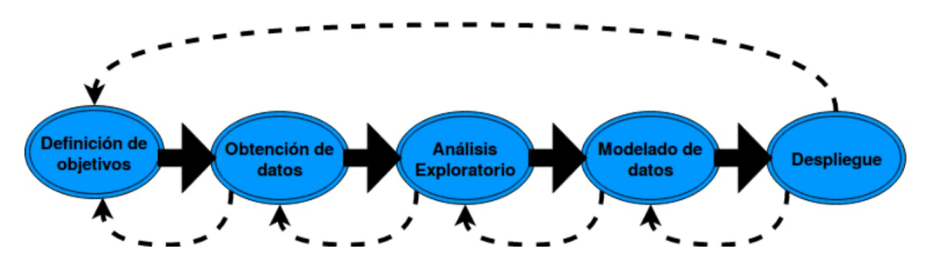 Definición de
objetivos
Obtención de
datos
Análisis
Exploratorio
Modelado de
datos
Despliegue